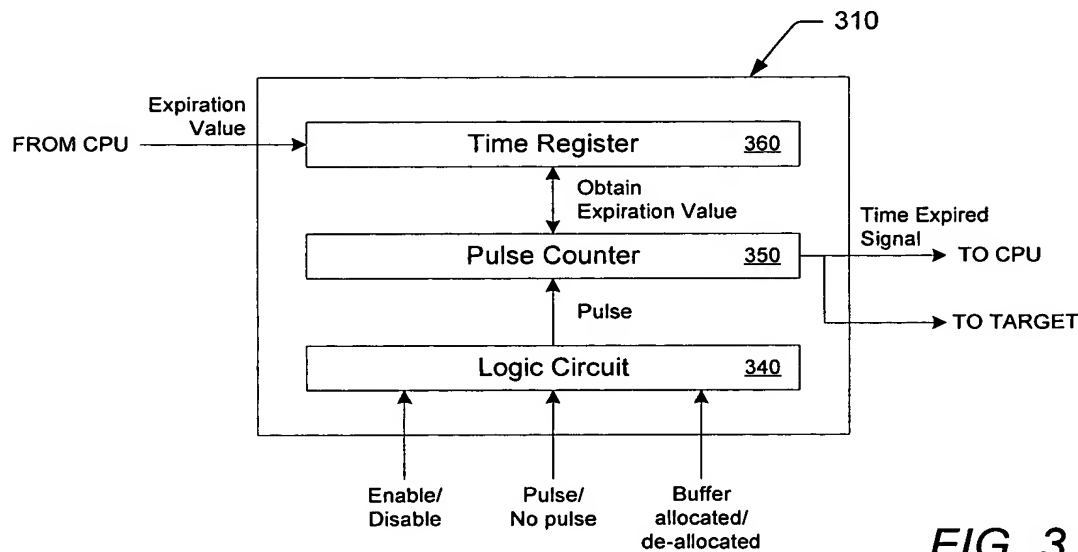 310
Expiration
Value
FROM CPU
Time Register 360
Obtain
Expiration Value
Time Expired
Signal
Pulse Counter 350
TO CPU
Pulse
TO TARGET
Logic Circuit 340
Enable/
Disable
Pulse/
No pulse
Buffer
allocated/
de-allocated
FIG. 3